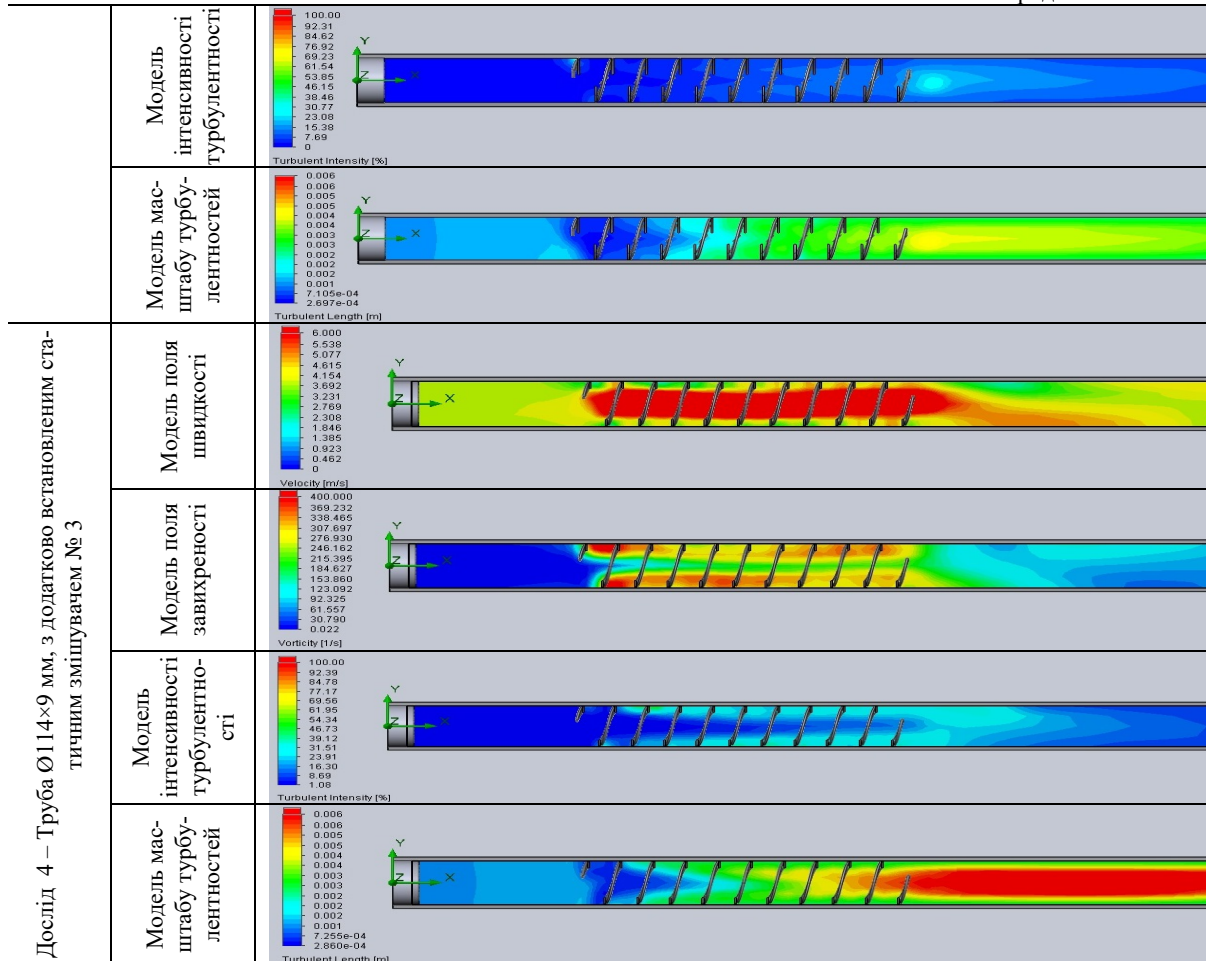 Модель
інтенсивності
турбулентності
100.00
92.31
84.62
76.92
69.23
61.54
53.85
46.15
38.46
30.77
23.08
15.38
7.69
0
Turbulent Intensity [%]
Y
Z
X
Модель мас-
штабу турбу-
лентностей
0.006
0.006
0.005
0.005
0.004
0.004
0.003
0.003
0.002
0.002
0.002
0.001
7.105e-04
2.697e-04
Turbulent Length [m]
Y
Z
X
Дослід 4 – Труба Ø114×9 мм, з додатково встановленим ста-
тичним змішувачем № 3
Модель поля
швидкості
6.000
5.538
5.077
4.615
4.154
3.692
3.231
2.769
2.308
1.846
1.385
0.923
0.462
0
Velocity [m/s]
Y
Z
X
Модель поля
завихреності
400.000
369.232
338.465
307.697
276.930
246.162
215.395
184.627
153.860
123.092
92.325
61.557
30.790
0.022
Vorticity [1/s]
Y
Z
X
Модель
інтенсивності
турбулентно-
сті
100.00
92.39
84.78
77.17
69.56
61.95
54.34
46.73
39.12
31.51
23.91
16.30
8.69
1.08
Turbulent Intensity [%]
Y
Z
X
Модель мас-
штабу турбу-
лентностей
0.006
0.006
0.005
0.005
0.004
0.004
0.003
0.003
0.002
0.002
0.002
0.001
7.255e-04
2.860e-04
Turbulent Length [m]
Y
Z
X